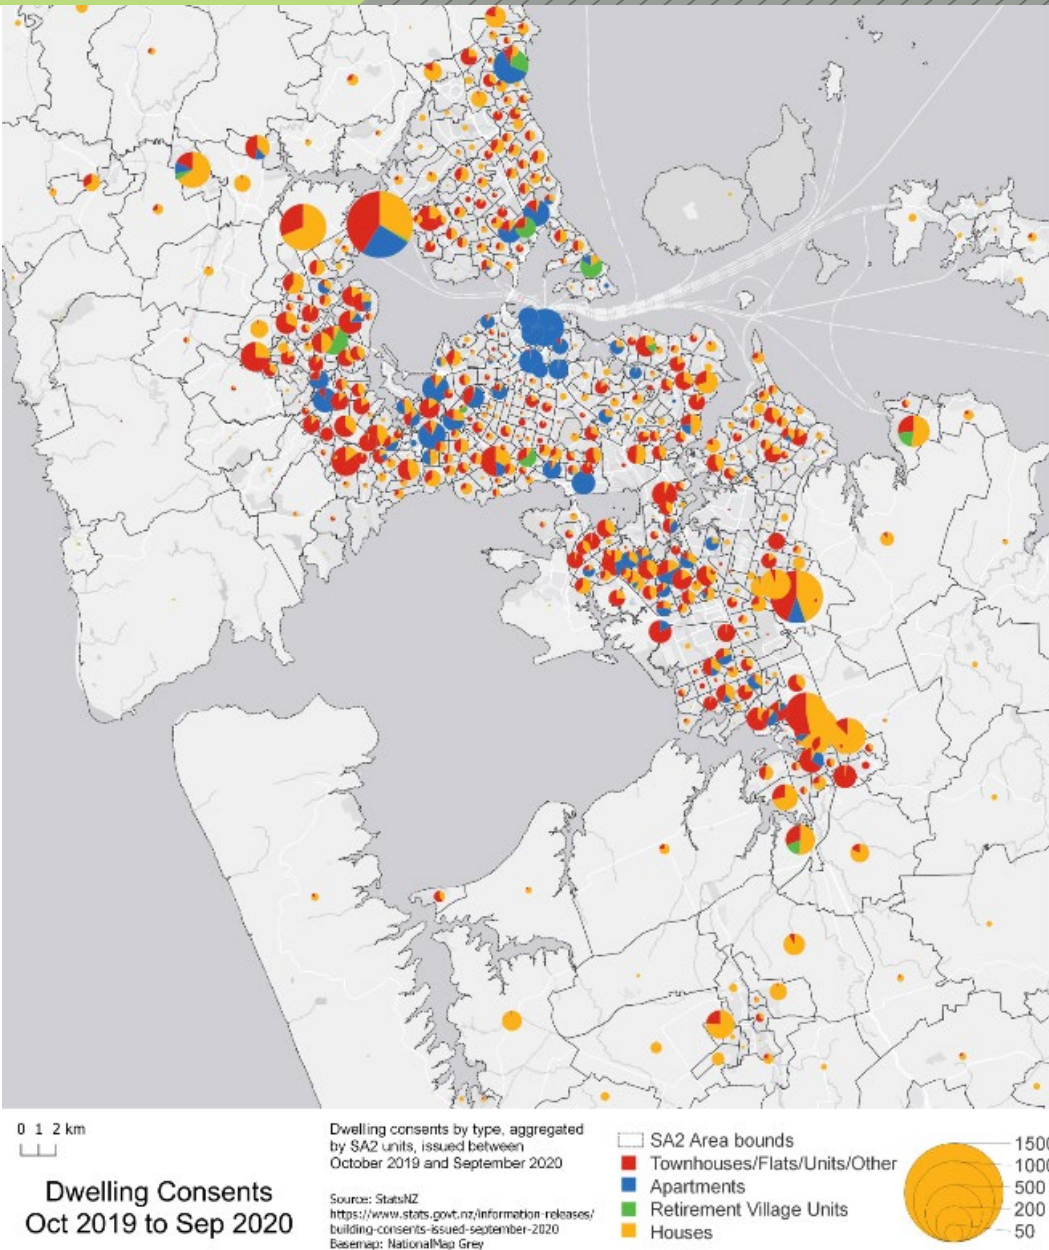 0 1 2 km
Dwelling Consents
Oct 2019 to Sep 2020
Dwelling consents by type, aggregated
by SA2 units, issued between
October 2019 and September 2020
Source: StatsNZ
https://www.stats.govt.nz/information-releases/
building-consents-issued-september-2020
Basemap: NationalMap Grey
SA2 Area bounds
Townhouses/Flats/Units/Other
Apartments
Retirement Village Units
Houses
1500
1000
500
200
50